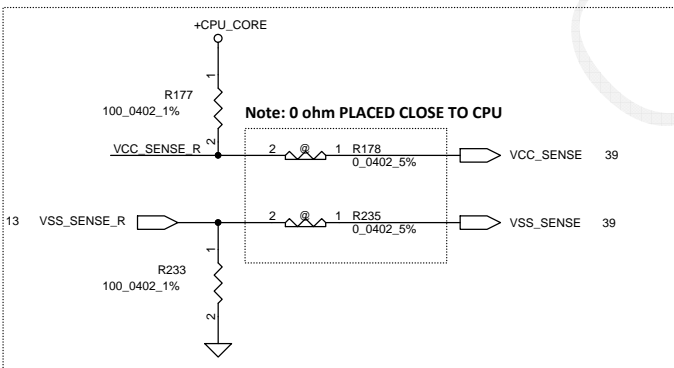 +CPU_CORE
1
R177
100_0402_1%
2
Note: 0 ohm PLACED CLOSE TO CPU
VCC_SENSE_R
2 @ 1 R178
0_0402_5%
VCC_SENSE 39
13 VSS_SENSE_R
2 @ 1 R235
0_0402_5%
VSS_SENSE 39
1
R233
100_0402_1%
2